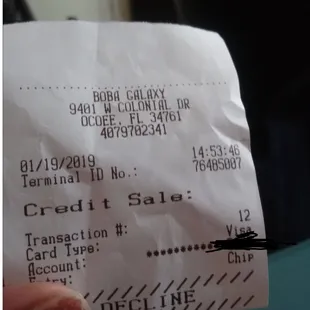 BOBA GALAXY
9401 W COLONIAL DR
OCOEE, FL 34761
4079702341
01/19/2019 14:53:46
Terminal ID No.: 76485007
Credit Sale:
Transaction #: 12
Card Type: Visa
Account: ***********
Entry: Chip
DECLINE